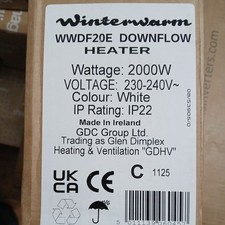 Winterwarm
WWDF20E DOWNFLOW
HEATER
Wattage: 2000W
VOLTAGE: 230-240V~
Colour: White
IP Rating: IP22
Made In Ireland
GDC Group Ltd.
Trading as Glen Dimplex
Heating & Ventilation "GDHV"
UK
CA
C 1125